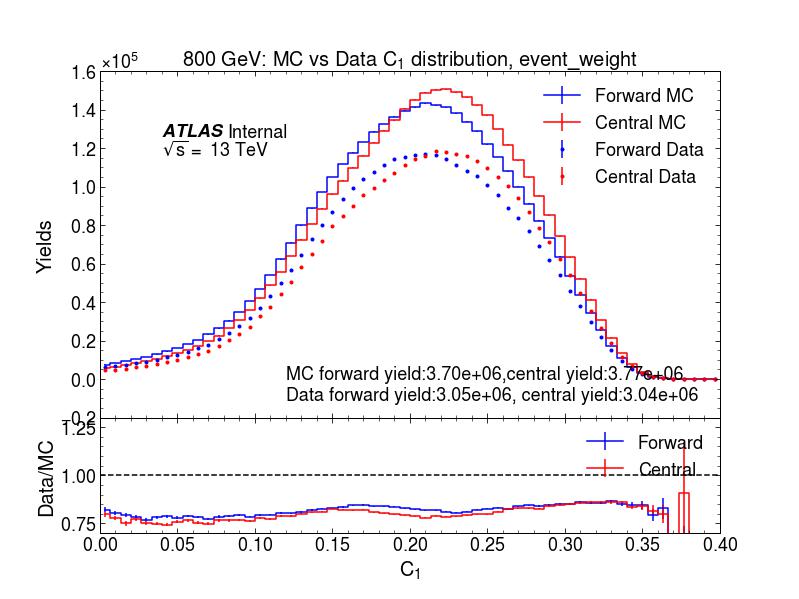 ×10⁵
800 GeV: MC vs Data C₁ distribution, event_weight
1.6
1.4
1.2
1.0
0.8
0.6
0.4
0.2
0.0
0.2
Yields
ATLAS Internal
√s = 13 TeV
Forward MC
Central MC
Forward Data
Central Data
MC forward yield:3.70e+06,central yield:3.77e+06
Data forward yield:3.05e+06, central yield:3.04e+06
1.25
1.00
0.75
Data/MC
Forward
Central
0.00 0.05 0.10 0.15 0.20 0.25 0.30 0.35 0.40
C₁